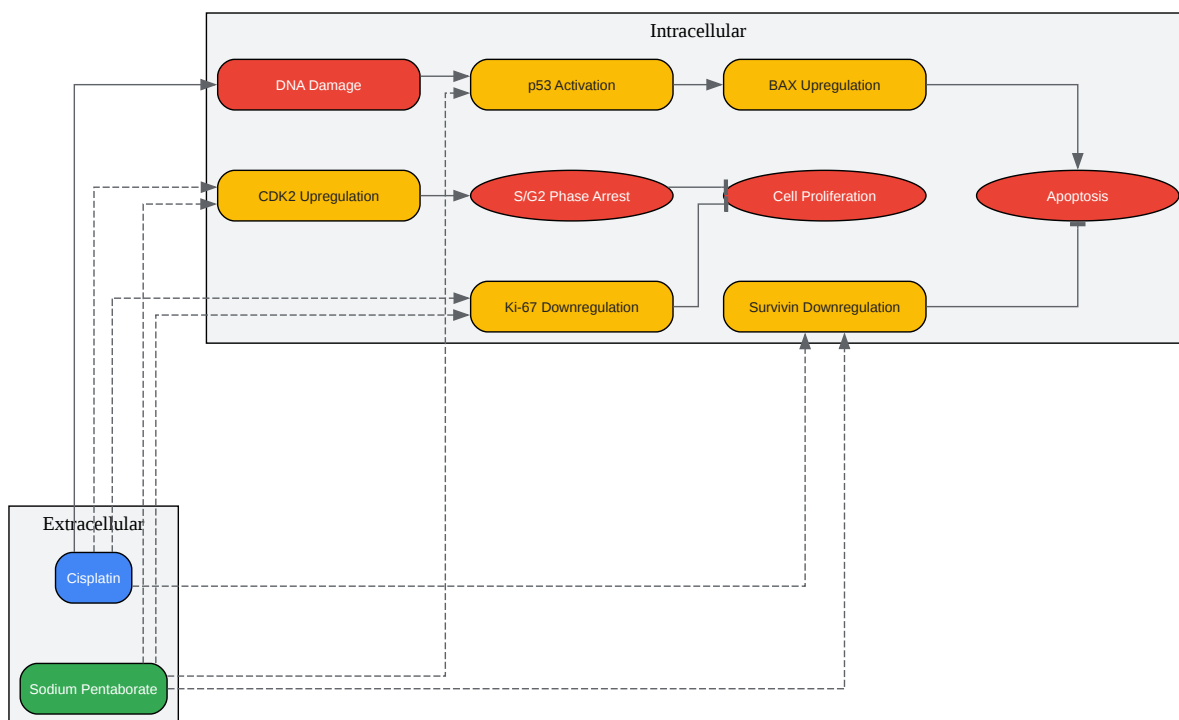 Intracellular
DNA Damage
p53 Activation
BAX Upregulation
CDK2 Upregulation
S/G2 Phase Arrest
Cell Proliferation
Apoptosis
Ki-67 Downregulation
Survivin Downregulation
Extracellular
Cisplatin
Sodium Pentaborate